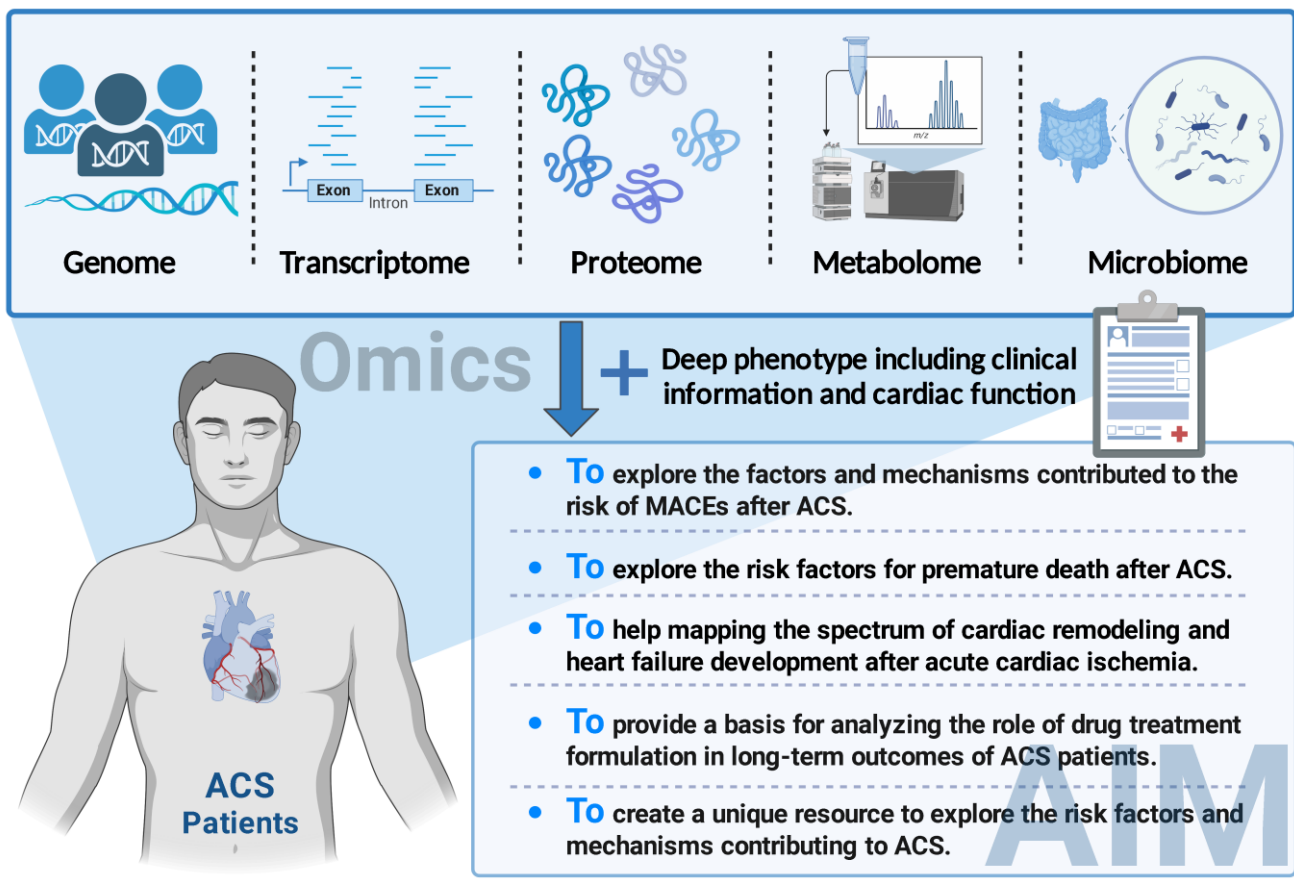 m/z
Exon
Intron
Exon
Genome
Transcriptome
Proteome
Metabolome
Microbiome
Omics
+
Deep phenotype including clinical
information and cardiac function
• To explore the factors and mechanisms contributed to the
risk of MACEs after ACS.
• To explore the risk factors for premature death after ACS.
• To help mapping the spectrum of cardiac remodeling and
heart failure development after acute cardiac ischemia.
• To provide a basis for analyzing the role of drug treatment
formulation in long-term outcomes of ACS patients.
• To create a unique resource to explore the risk factors and
mechanisms contributing to ACS.
AIM
ACS
Patients